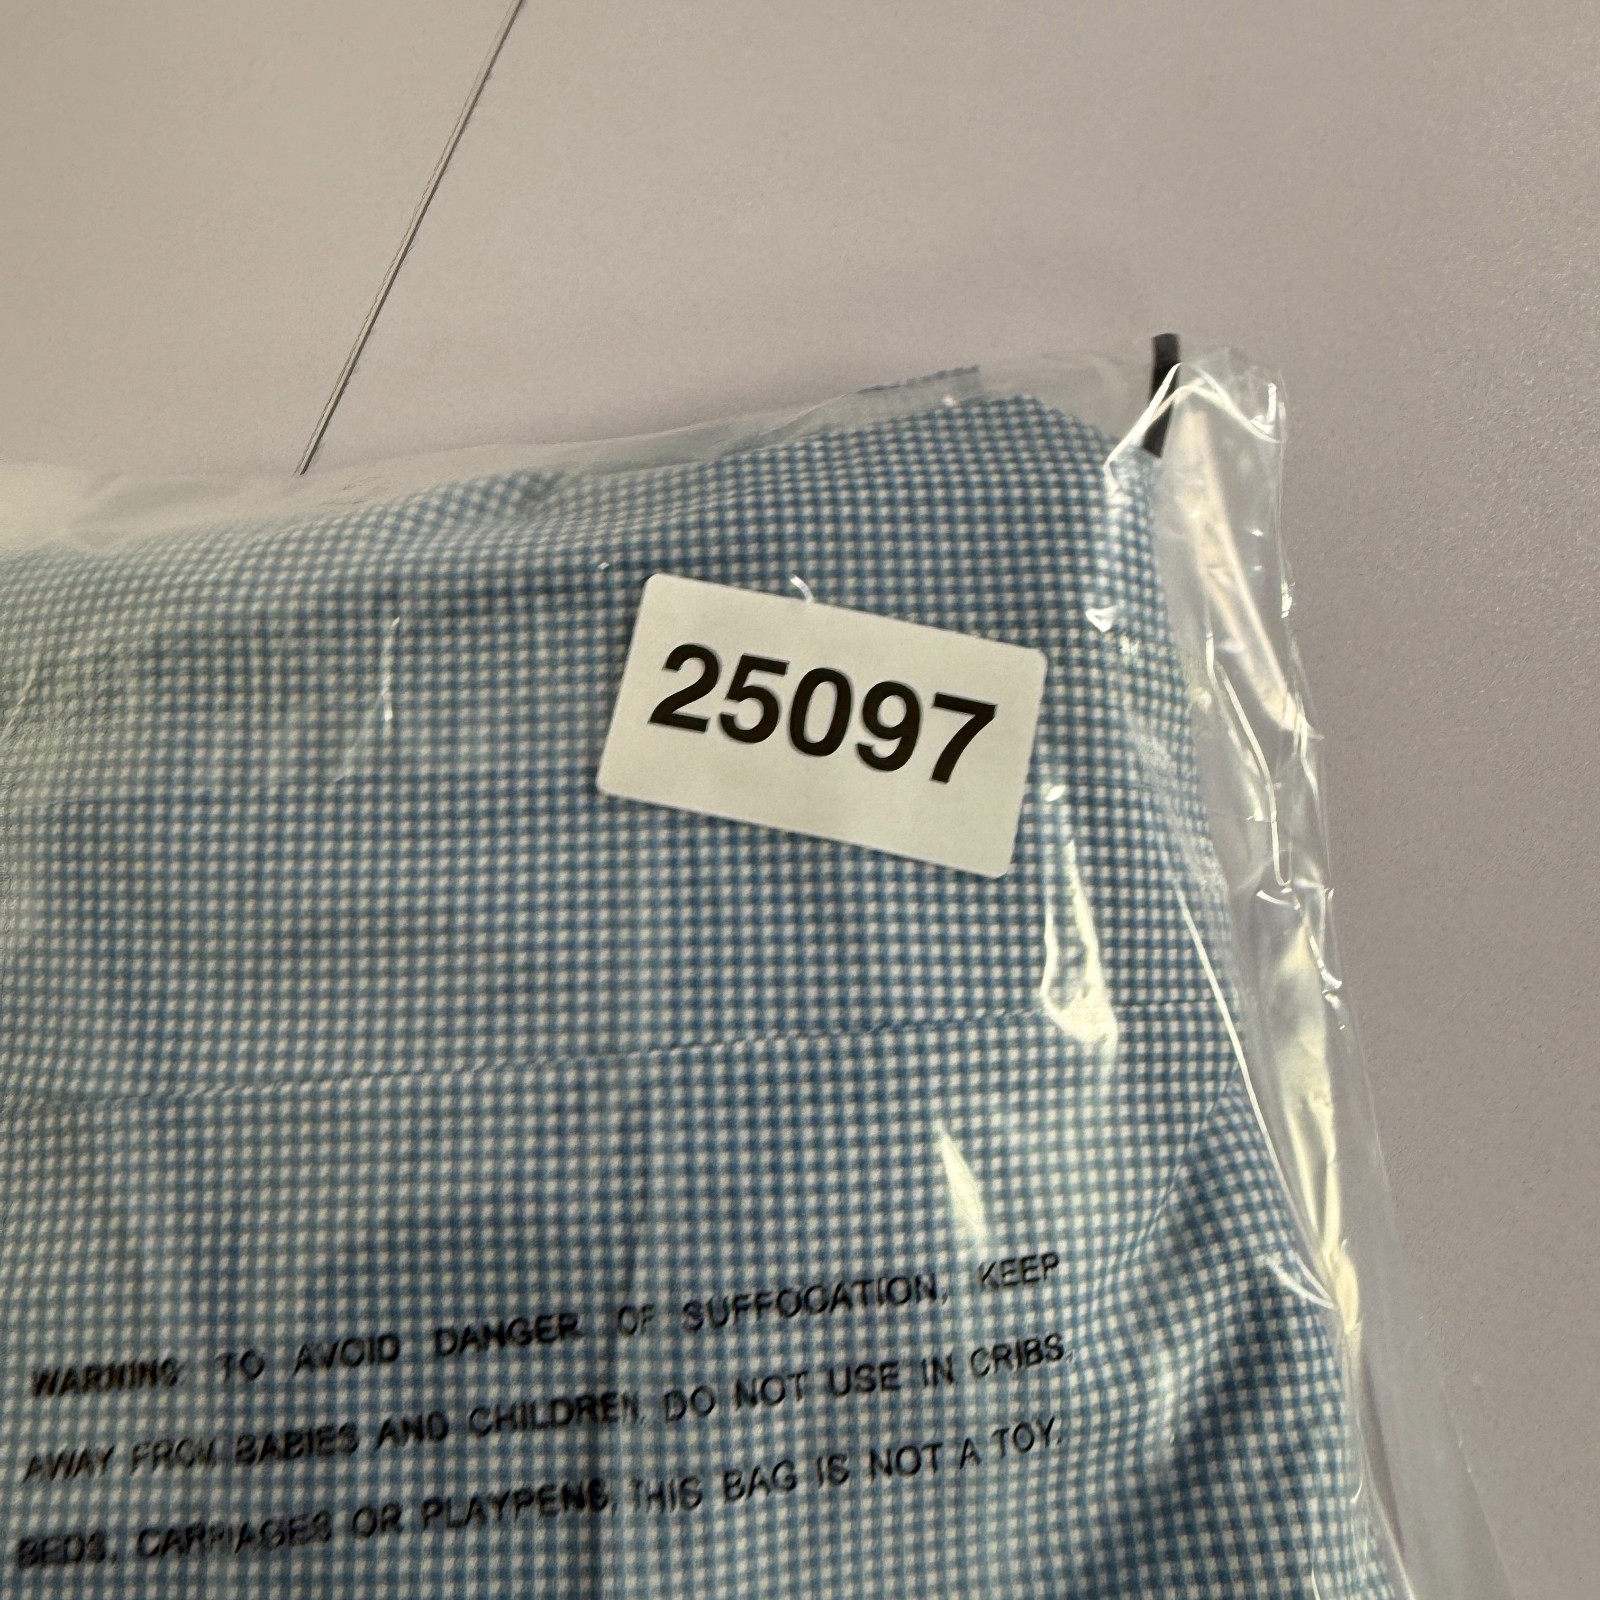 25097
WARNING TO AVOID DANGER OF SUFFOCATION, KEEP
AWAY FROM BABIES AND CHILDREN. DO NOT USE IN CRIBS,
BEDS, CARRIAGES OR PLAYPENS. THIS BAG IS NOT A TOY.